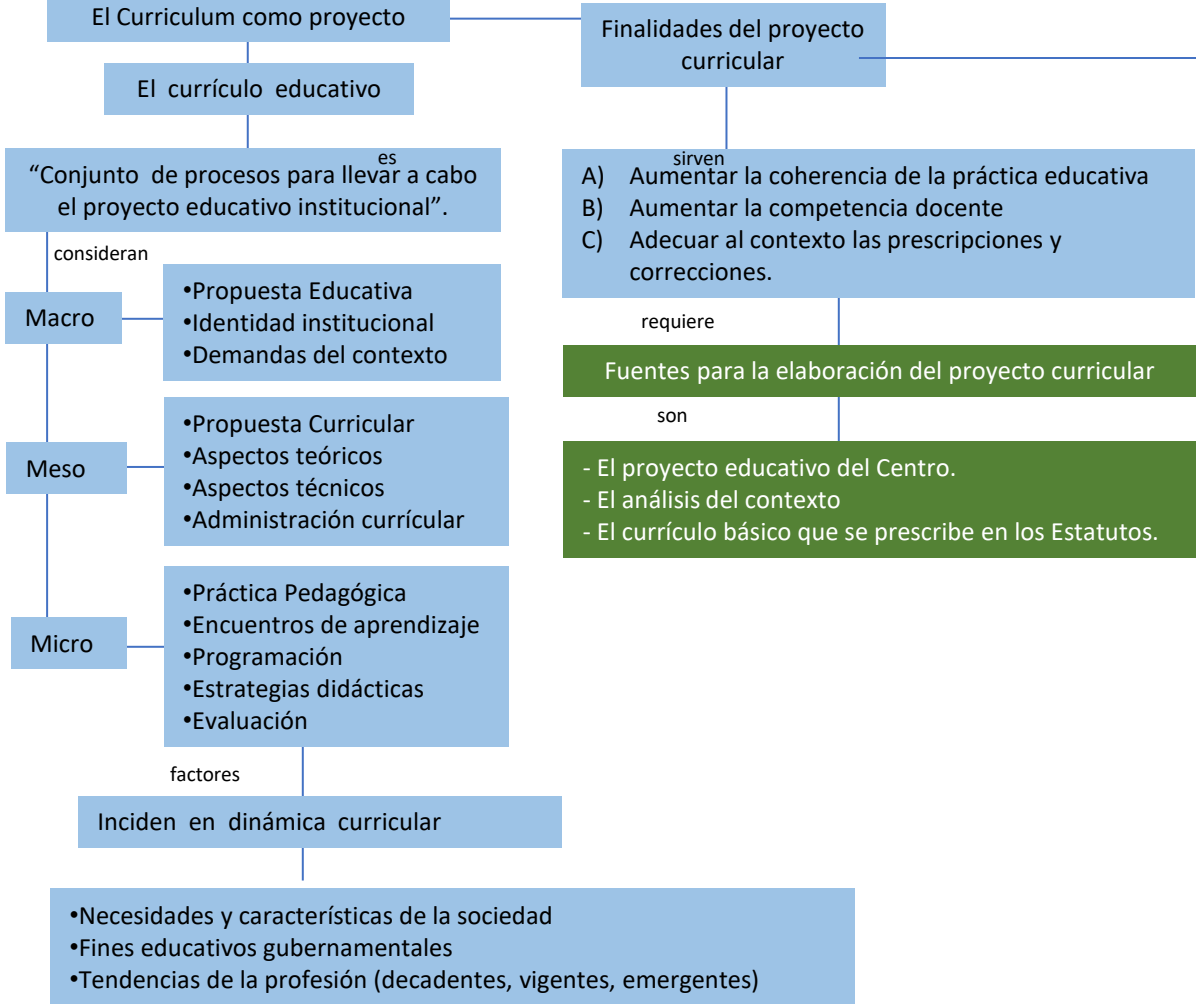 El Curriculum como proyecto
El currículo educativo
es
“Conjunto de procesos para llevar a cabo
el proyecto educativo institucional”.
consideran
Macro
•Propuesta Educativa
•Identidad institucional
•Demandas del contexto
Meso
•Propuesta Curricular
•Aspectos teóricos
•Aspectos técnicos
•Administración currícular
Micro
•Práctica Pedagógica
•Encuentros de aprendizaje
•Programación
•Estrategias didácticas
•Evaluación
factores
Inciden en dinámica curricular
•Necesidades y características de la sociedad
•Fines educativos gubernamentales
•Tendencias de la profesión (decadentes, vigentes, emergentes)
Finalidades del proyecto
curricular
sirven
A) Aumentar la coherencia de la práctica educativa
B) Aumentar la competencia docente
C) Adecuar al contexto las prescripciones y
correcciones.
requiere
Fuentes para la elaboración del proyecto curricular
son
- El proyecto educativo del Centro.
- El análisis del contexto
- El currículo básico que se prescribe en los Estatutos.